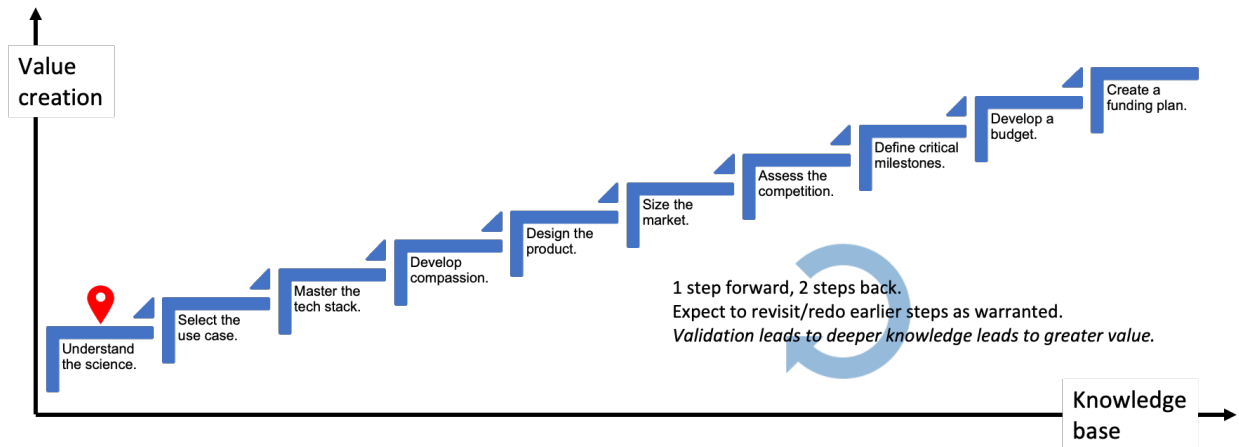 Value
creation
Understand
the science.
Select the
use case.
Master the
tech stack.
Develop
compassion.
Design the
product.
Size the
market.
Assess the
competition.
Define critical
milestones.
Develop a
budget.
Create a
funding plan.
1 step forward, 2 steps back.
Expect to revisit/redo earlier steps as warranted.
Validation leads to deeper knowledge leads to greater value.
Knowledge
base